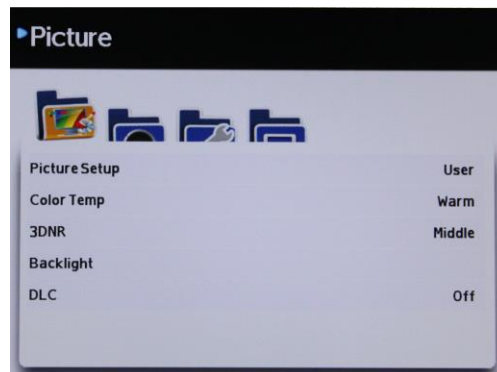 Picture
Picture Setup User
Color Temp Warm
3DNR Middle
Backlight
DLC Off